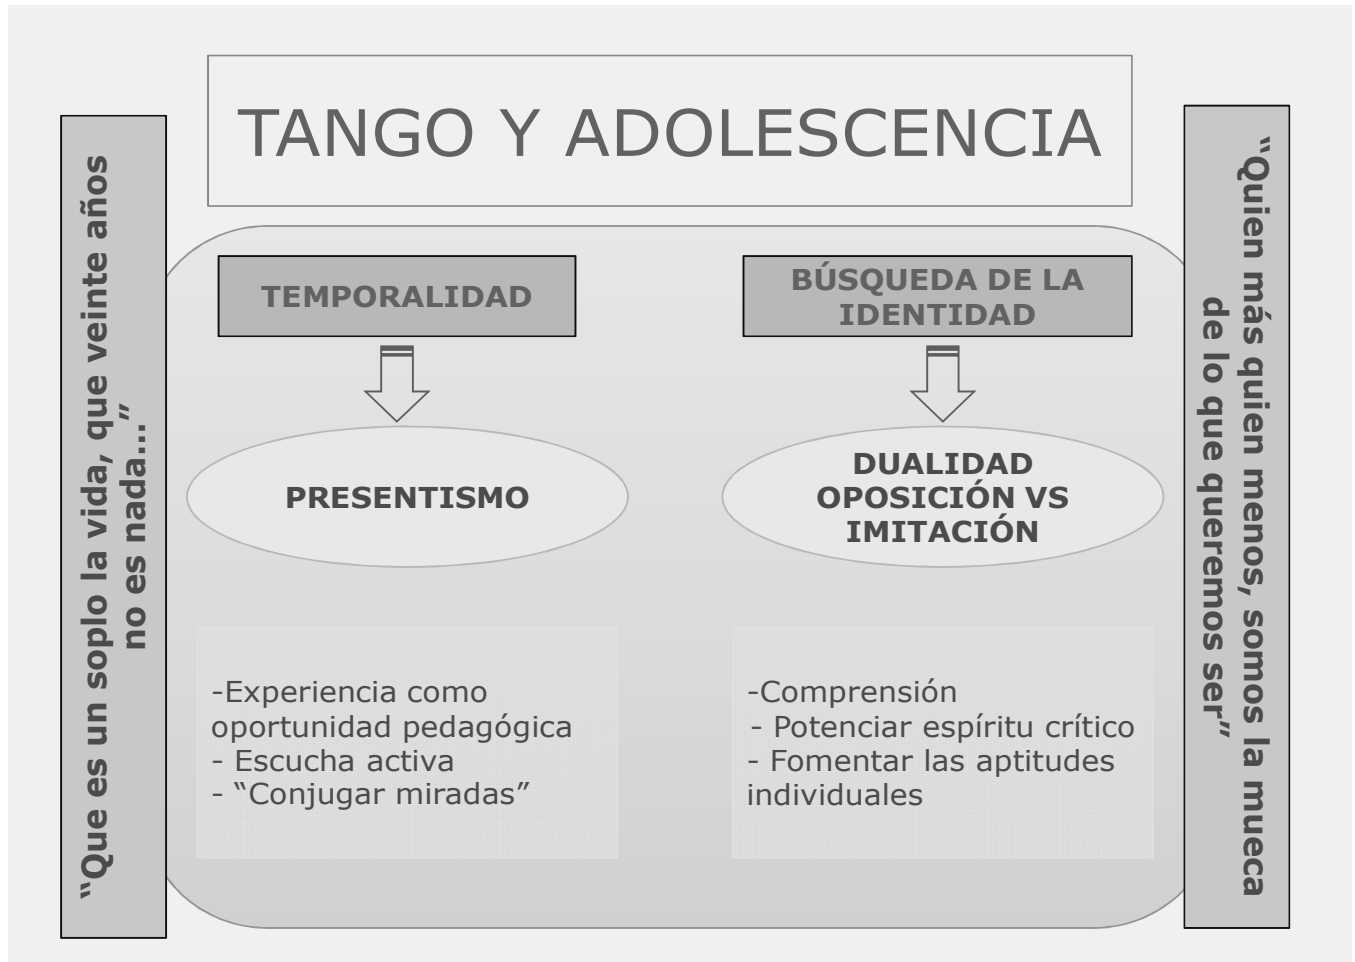 TANGO Y ADOLESCENCIA
“Que es un soplo la vida, que veinte años
no es nada...”
TEMPORALIDAD
PRESENTISMO
-Experiencia como
oportunidad pedagógica
- Escucha activa
- “Conjugar miradas”
BÚSQUEDA DE LA
IDENTIDAD
DUALIDAD
OPOSICIÓN VS
IMITACIÓN
-Comprensión
- Potenciar espíritu crítico
- Fomentar las aptitudes
individuales
“Quien más quien menos, somos la mueca
de lo que queremos ser”